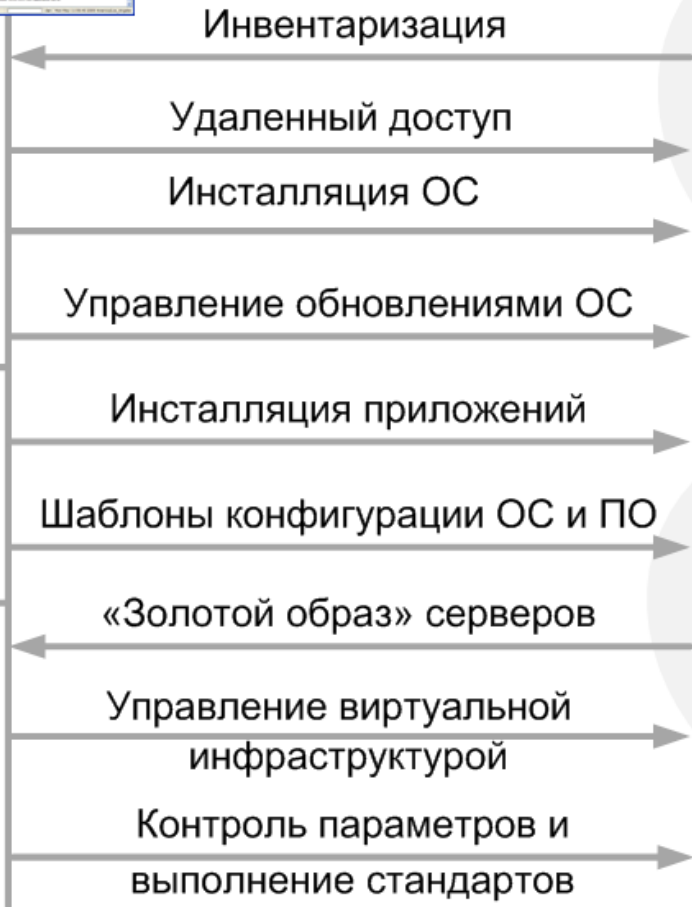 Инвентаризация
Удаленный доступ
Инсталляция ОС
Управление обновлениями ОС
Инсталляция приложений
Шаблоны конфигурации ОС и ПО
«Золотой образ» серверов
Управление виртуальной
инфраструктурой
Контроль параметров и
выполнение стандартов